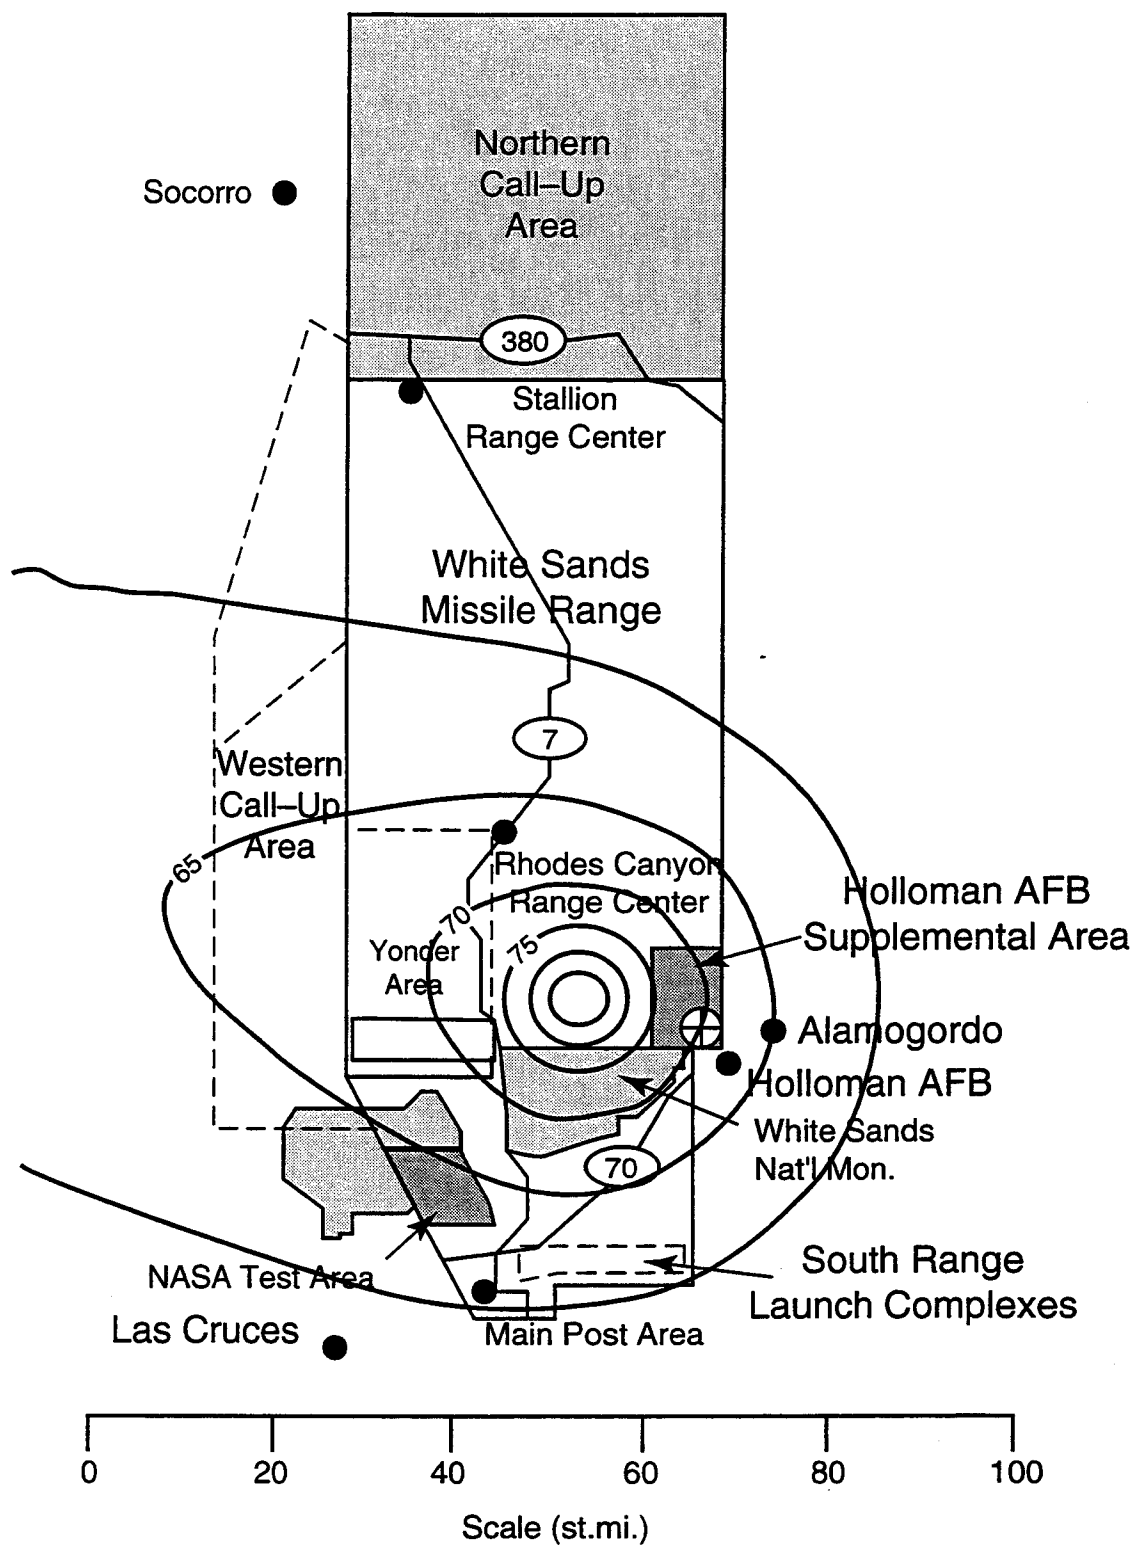 Northern
Call–Up
Area
Socorro
380
Stallion
Range Center
White Sands
Missile Range
7
Western
Call–Up
Area
65
Rhodes Canyon
Range Center
70
75
Yonder
Area
Holloman AFB
Supplemental Area
Alamogordo
Holloman AFB
White Sands
Nat'l Mon.
70
NASA Test Area
South Range
Launch Complexes
Las Cruces
Main Post Area
0 20 40 60 80 100
Scale (st.mi.)